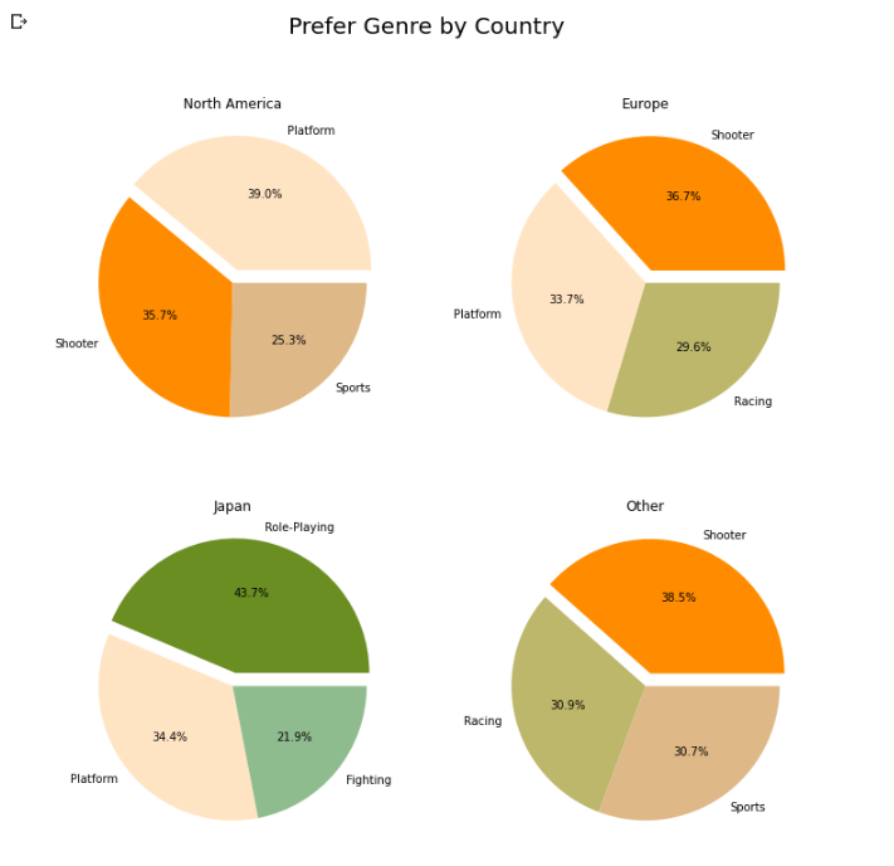 Prefer Genre by Country
North America
Platform
39.0%
Shooter
35.7%
25.3%
Sports
Europe
Shooter
36.7%
Platform
33.7%
29.6%
Racing
Japan
Role-Playing
43.7%
34.4%
21.9%
Platform
Fighting
Other
Shooter
38.5%
Racing
30.9%
30.7%
Sports